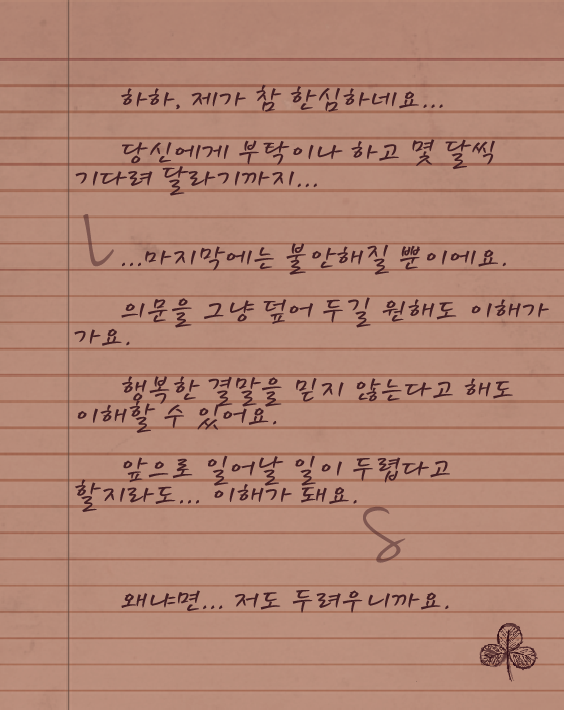 하하, 제가 참 한심하네요...
당신에게 부탁이나 하고 몇 달씩
기다려 달라기까지...
...마지막에는 불안해질 뿐이에요.
의문을 그냥 덮어 두길 원해도 이해가
가요.
행복한 결말을 믿지 않는다고 해도
이해할 수 있어요.
앞으로 일어날 일이 두렵다고
할지라도... 이해가 돼요.
왜냐면... 저도 두려우니까요.